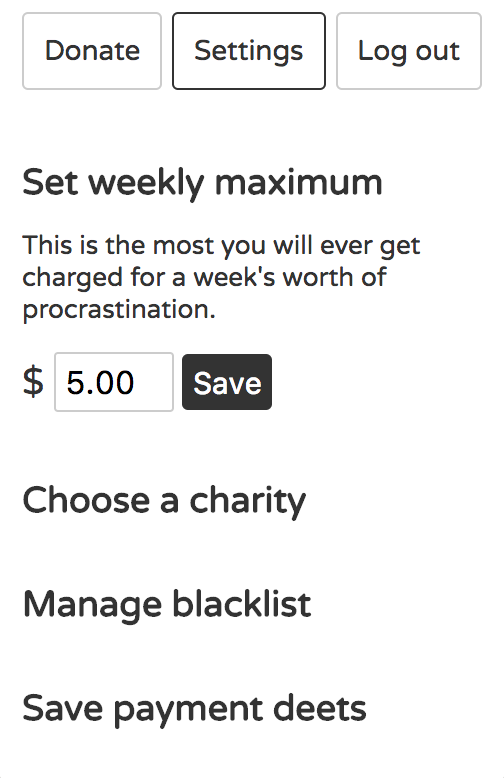 Donate Settings Log out
Set weekly maximum
This is the most you will ever get
charged for a week's worth of
procrastination.
$ 5.00 Save
Choose a charity
Manage blacklist
Save payment deets